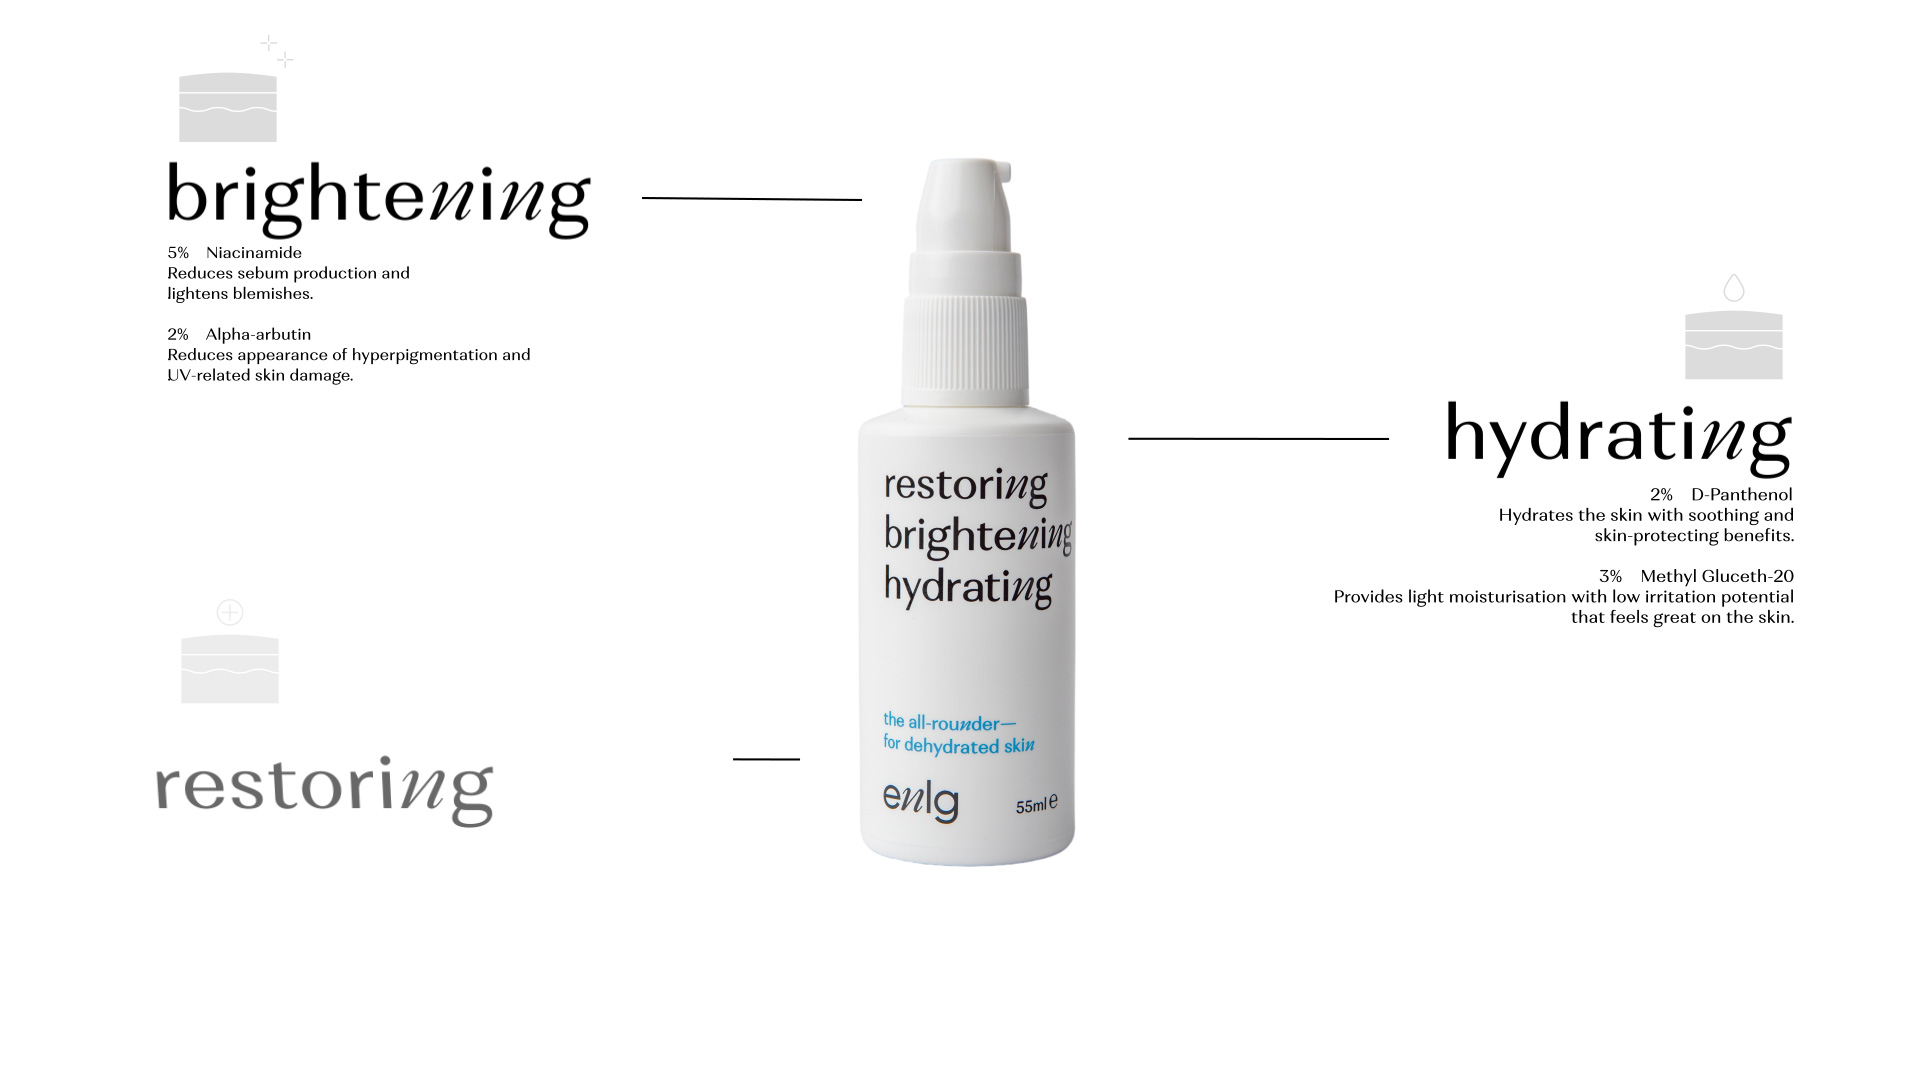 brightening
5% Niacinamide
Reduces sebum production and
lightens blemishes.
2% Alpha-arbutin
Reduces appearance of hyperpigmentation and
UV-related skin damage.
restoring
restoring
brightening
hydrating
the all-rounder—
for dehydrated skin
enlg
55ml ℮
hydrating
2% D-Panthenol
Hydrates the skin with soothing and
skin-protecting benefits.
3% Methyl Gluceth-20
Provides light moisturisation with low irritation potential
that feels great on the skin.